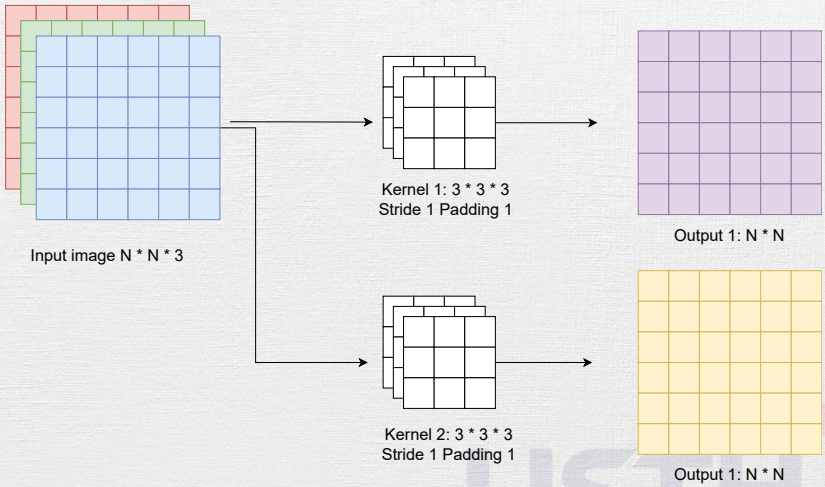 Input image N * N * 3
Kernel 1: 3 * 3 * 3
Stride 1 Padding 1
Output 1: N * N
Kernel 2: 3 * 3 * 3
Stride 1 Padding 1
Output 1: N * N